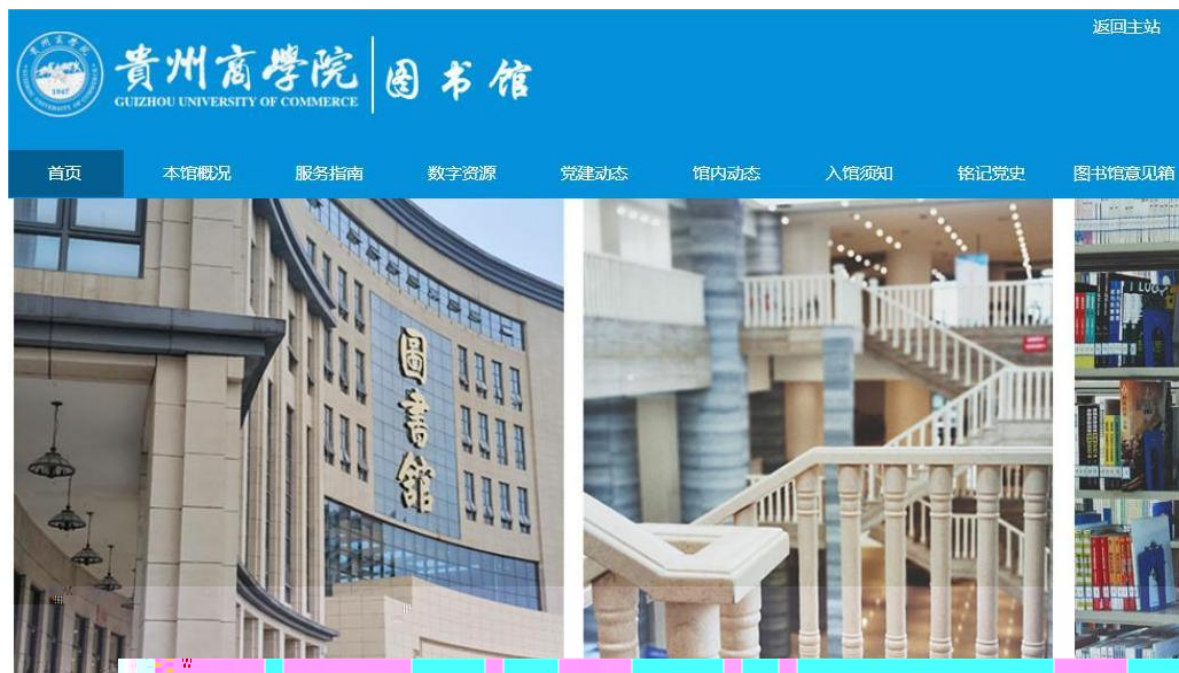 返回主站
貴州商學院
GUIZHOU UNIVERSITY OF COMMERCE
图书馆
1947
首页 本馆概况 服务指南 数字资源 党建动态 馆内动态 入馆须知 铭记党史 图书馆意见箱
圖書館